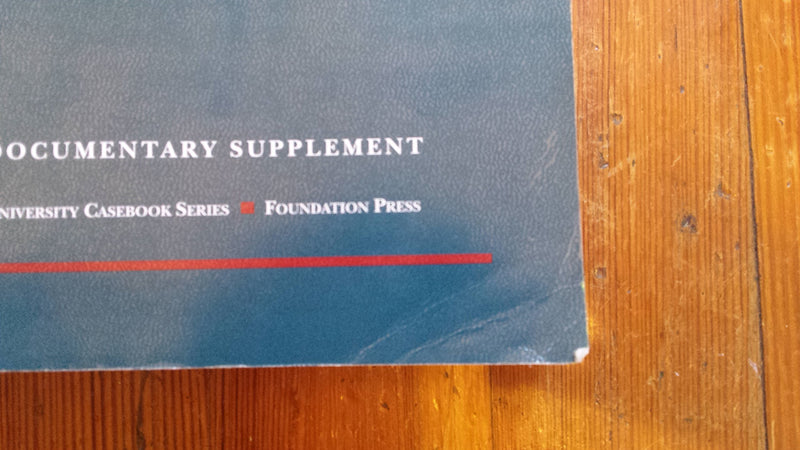 DOCUMENTARY SUPPLEMENT
NIVERSITY CASEBOOK SERIES FOUNDATION PRESS